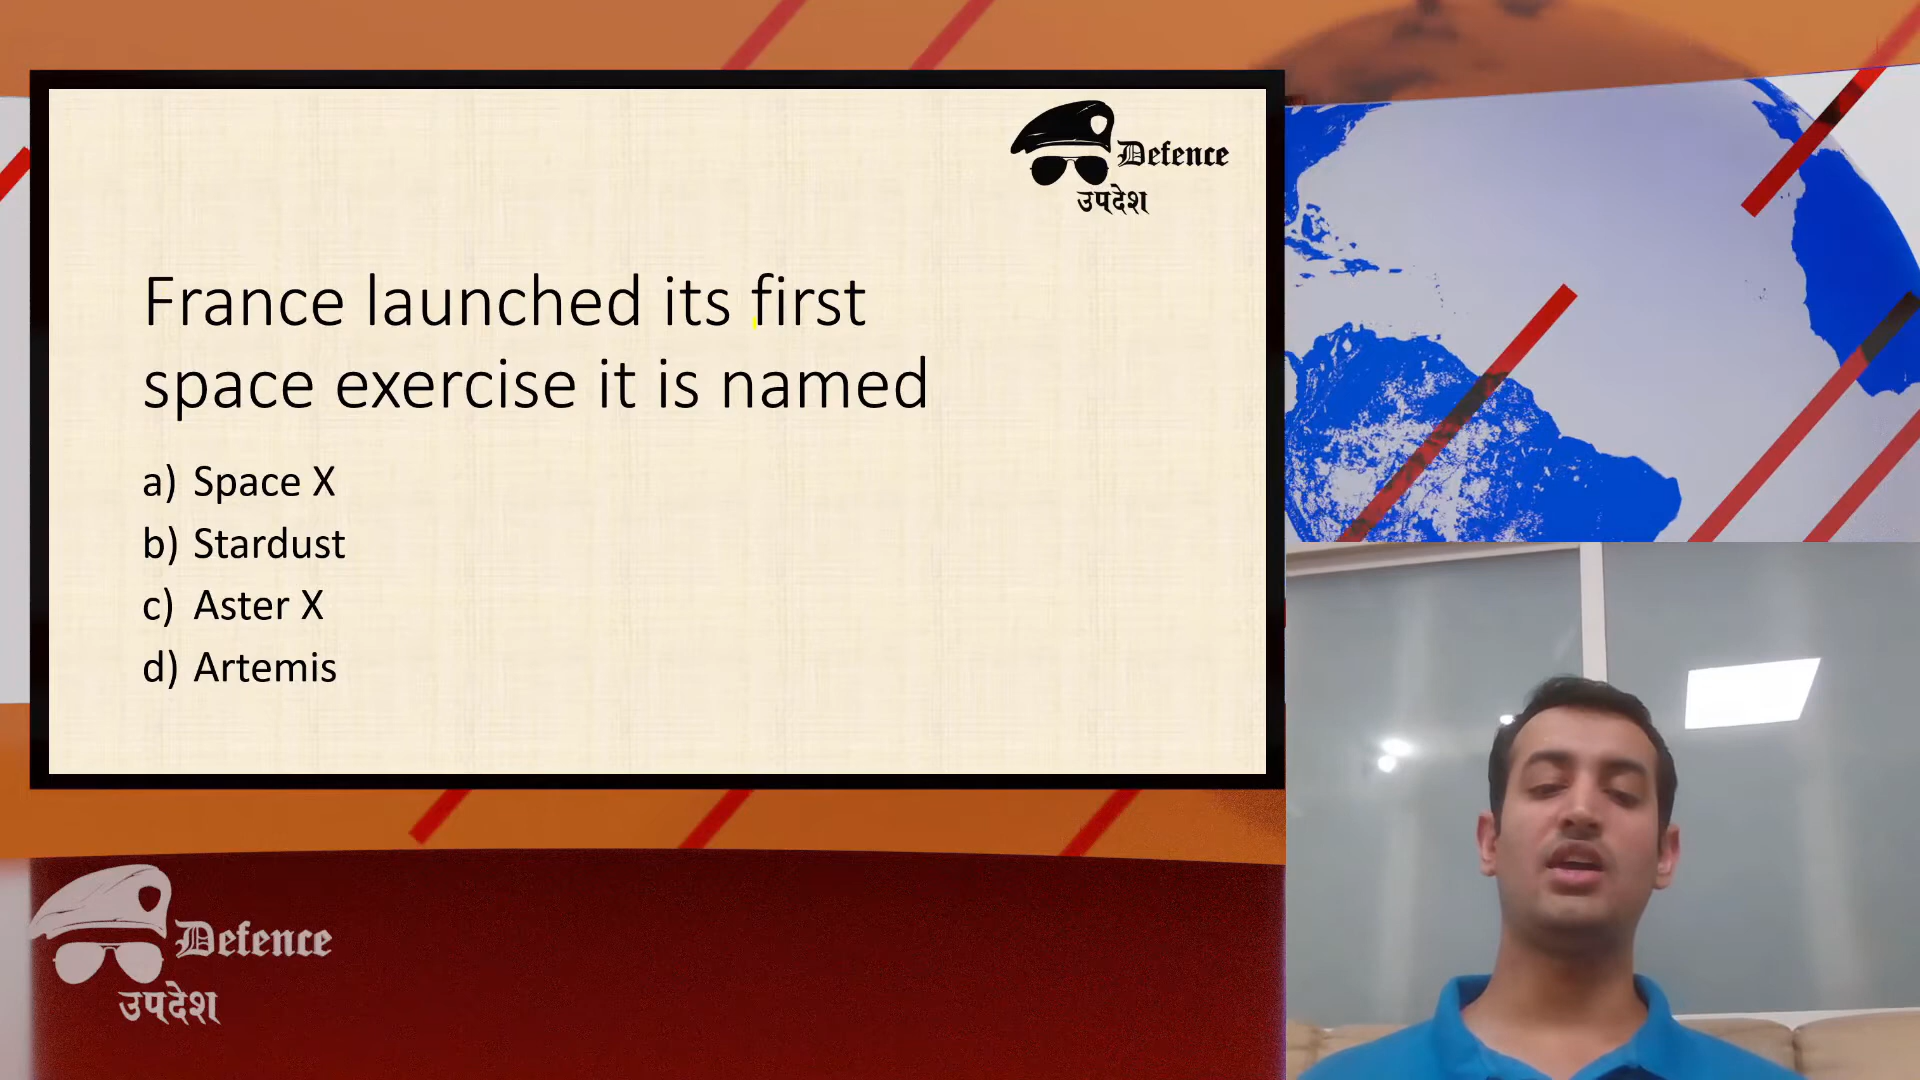 Defence
उपदेश
France launched its first
space exercise it is named
a) Space X
b) Stardust
c) Aster X
d) Artemis
Defence
उपदेश